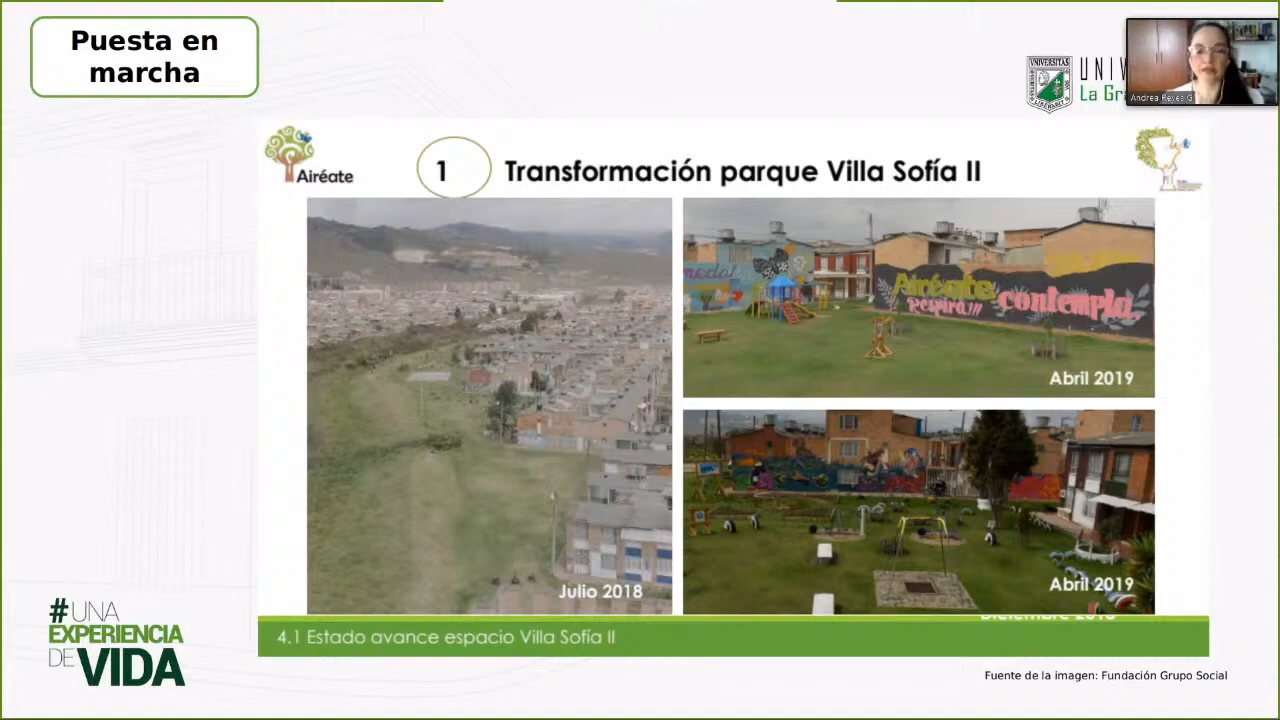 Puesta en
marcha
UNIVERSITAS
UNIV
La Gr
Andrea Reyes G
Airéate
1
Transformación parque Villa Sofía II
Airéate
Respira///
contempla.
Abril 2019
Julio 2018
Abril 2019
4.1 Estado avance espacio Villa Sofía II
#UNA
EXPERIENCIA
DE VIDA
Fuente de la imagen: Fundación Grupo Social